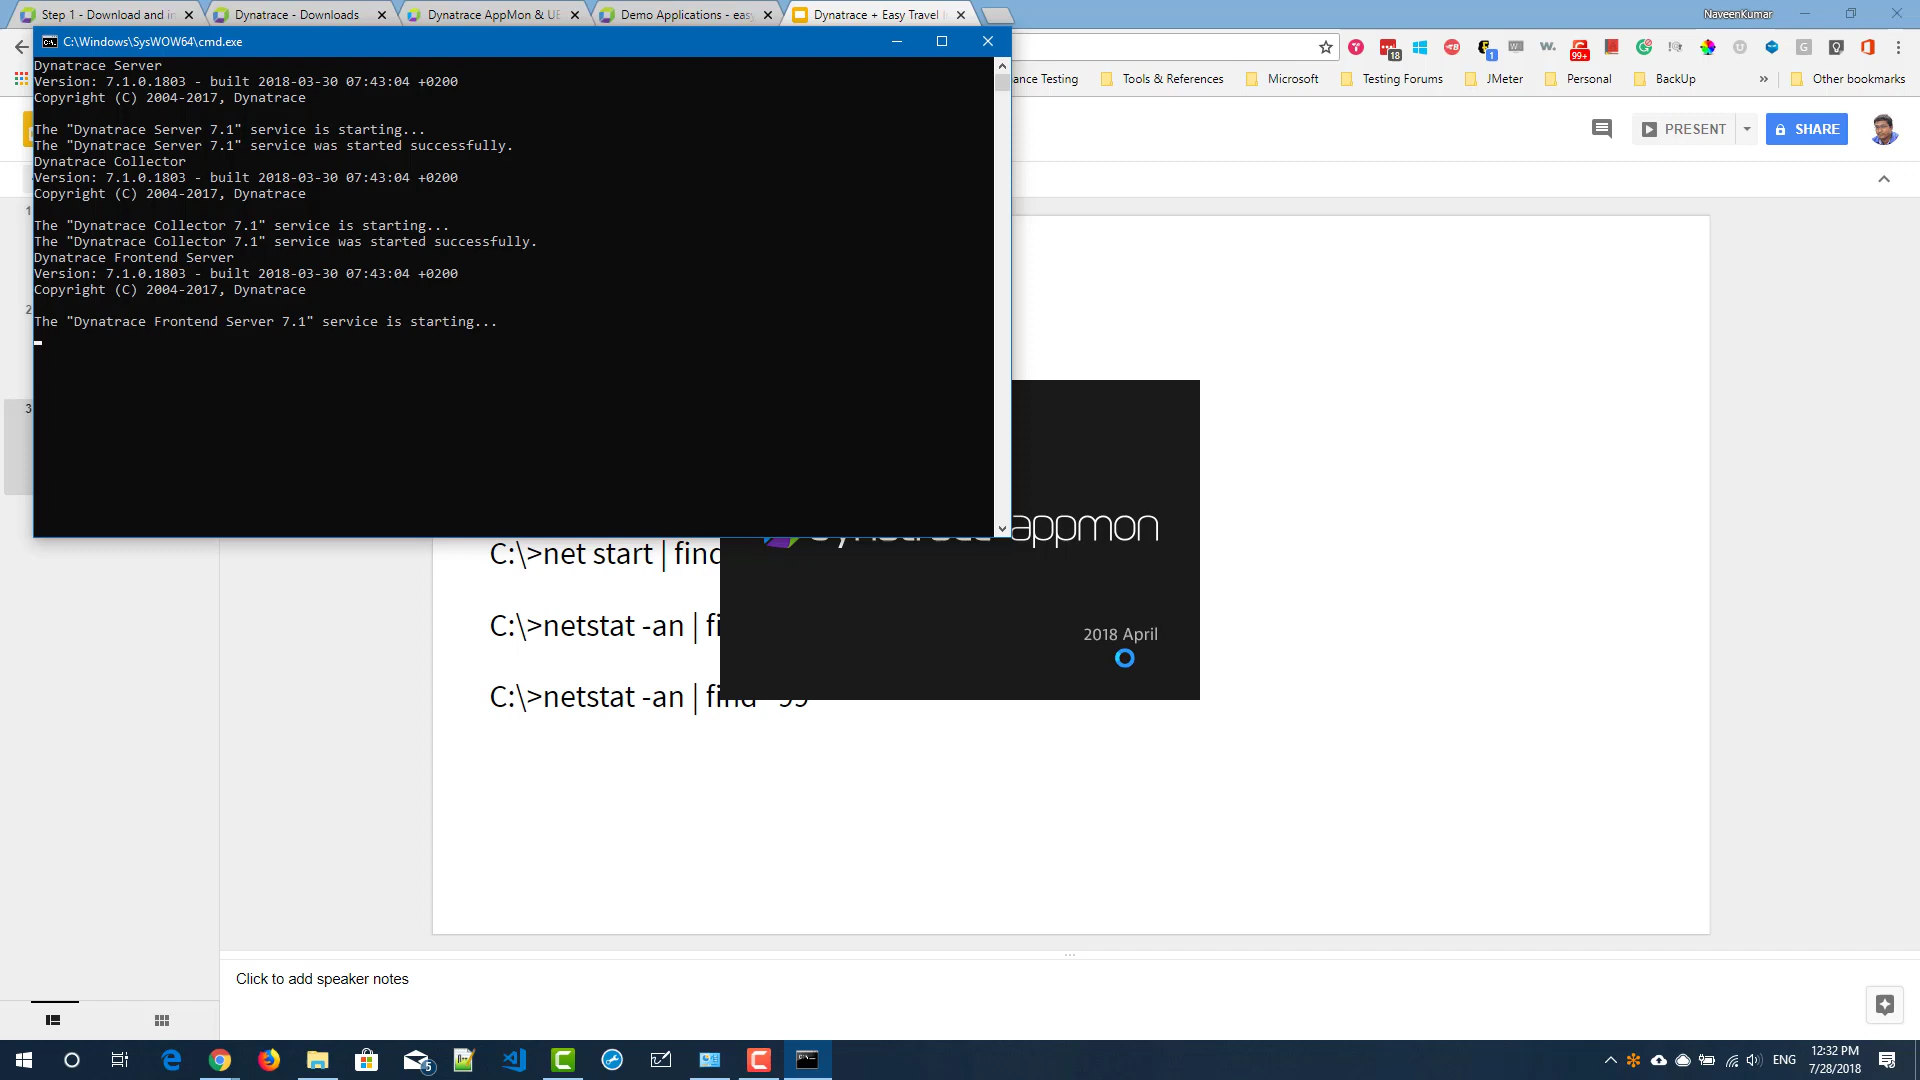 Step 1 - Download and in
Dynatrace - Downloads
Dynatrace AppMon & UE
Demo Applications - easy
Dynatrace + Easy Travel I
NaveenKumar
C:\Windows\SysWOW64\cmd.exe
Dynatrace Server
Version: 7.1.0.1803 - built 2018-03-30 07:43:04 +0200
Copyright (C) 2004-2017, Dynatrace
The "Dynatrace Server 7.1" service is starting...
The "Dynatrace Server 7.1" service was started successfully.
Dynatrace Collector
Version: 7.1.0.1803 - built 2018-03-30 07:43:04 +0200
Copyright (C) 2004-2017, Dynatrace
The "Dynatrace Collector 7.1" service is starting...
The "Dynatrace Collector 7.1" service was started successfully.
Dynatrace Frontend Server
Version: 7.1.0.1803 - built 2018-03-30 07:43:04 +0200
Copyright (C) 2004-2017, Dynatrace
The "Dynatrace Frontend Server 7.1" service is starting...
18
1
99+
ance Testing
Tools & References
Microsoft
Testing Forums
JMeter
Personal
BackUp
»
Other bookmarks
PRESENT
SHARE
1
2
3
appmon
2018 April
C:\>net start | find
C:\>netstat -an | fi
C:\>netstat -an | find "99"
Click to add speaker notes
5
ENG
12:32 PM
7/28/2018